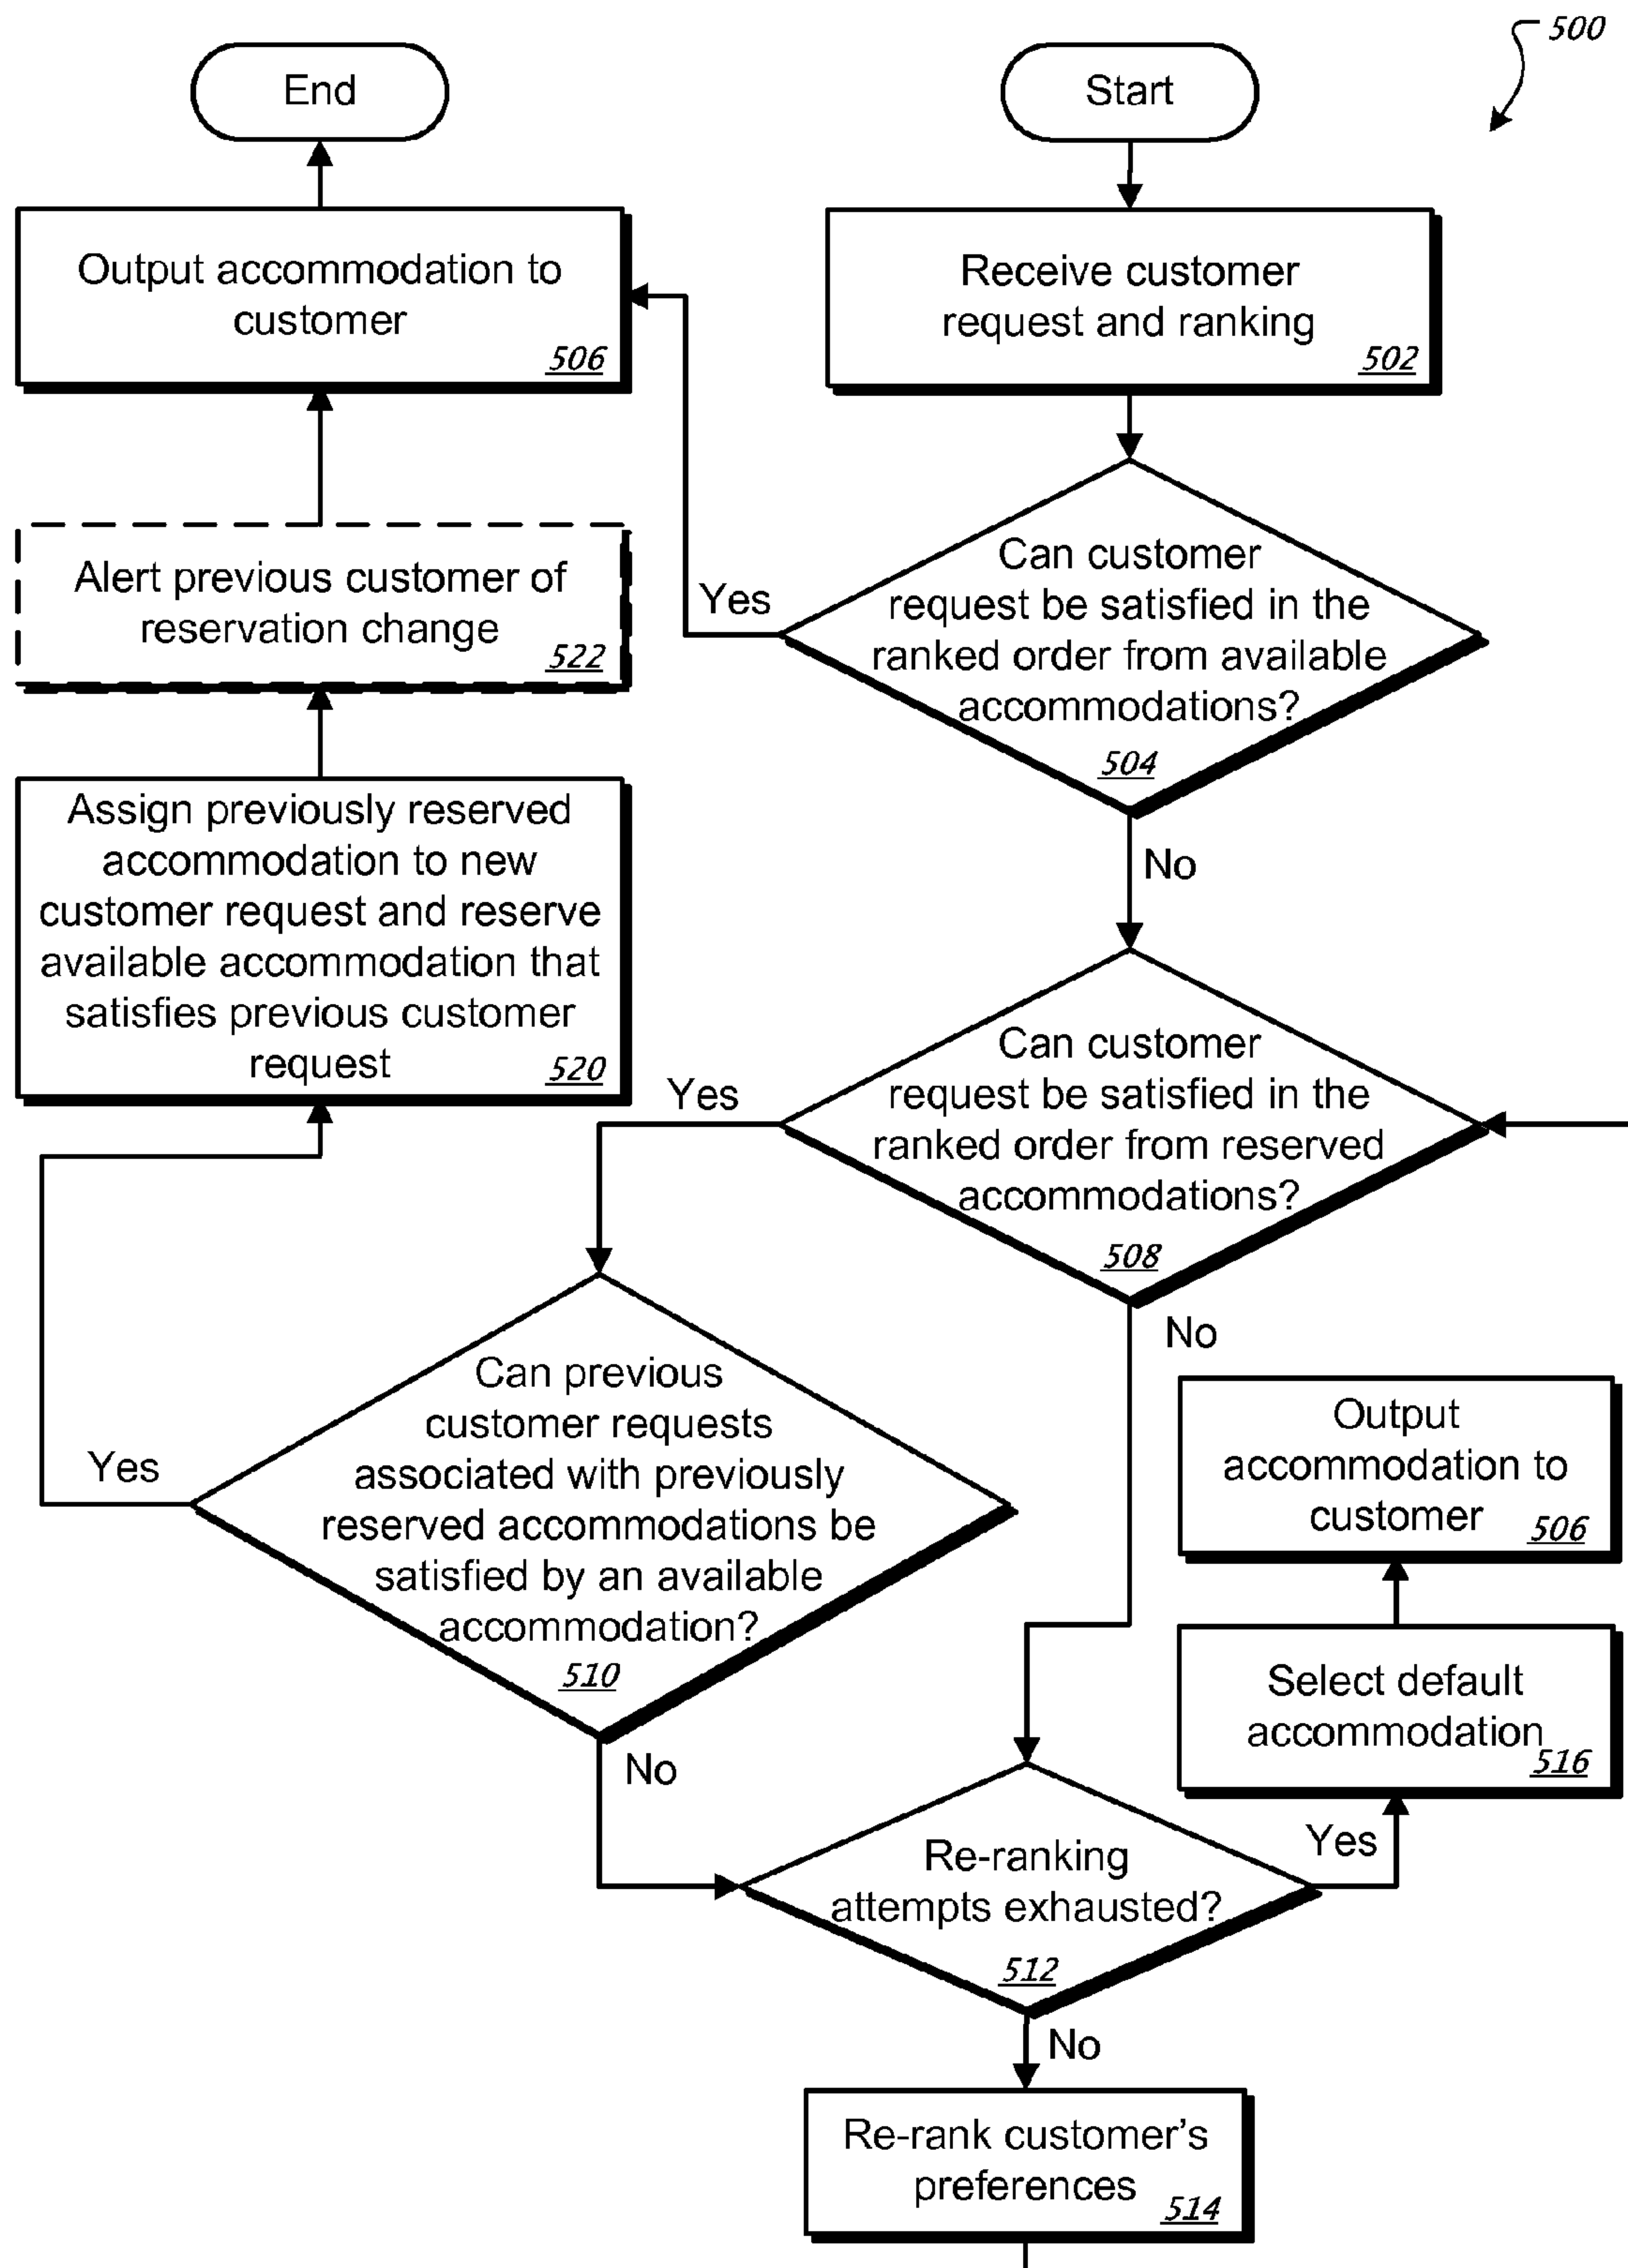 500
End
Start
Output accommodation to
customer
506
Receive customer
request and ranking
502
Can customer
request be satisfied in the
ranked order from available
accommodations?
504
Yes
No
Alert previous customer of
reservation change
522
Assign previously reserved
accommodation to new
customer request and reserve
available accommodation that
satisfies previous customer
request
520
Can customer
request be satisfied in the
ranked order from reserved
accommodations?
508
Yes
No
Can previous
customer requests
associated with previously
reserved accommodations be
satisfied by an available
accommodation?
510
Yes
No
Output
accommodation to
customer
506
Select default
accommodation
516
Re-ranking
attempts exhausted?
512
Yes
No
Re-rank customer's
preferences
514